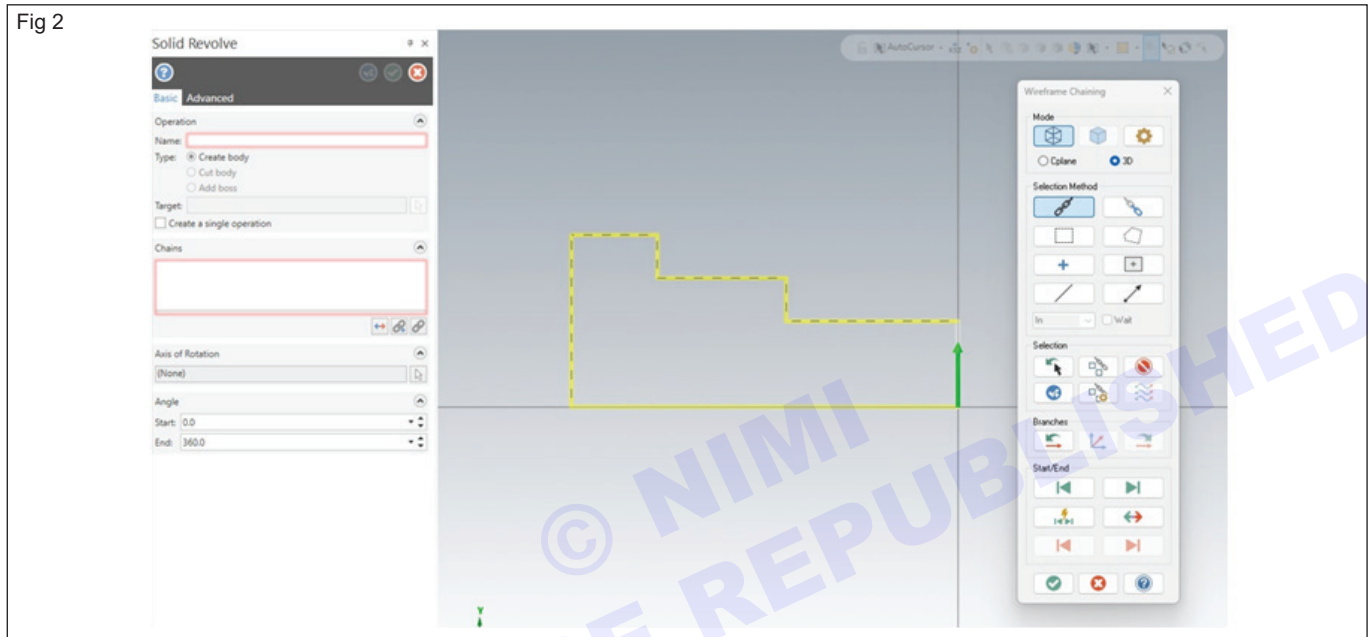 Fig 2
Solid Revolve
Basic Advanced
Operation
Name:
Type: Create body
Cut body
Add boss
Target:
Create a single operation
Chains
Axis of Rotation
(None)
Angle
Start: 0.0
End: 360.0
AutoCursor
Wireframe Chaining
Mode
Cplane 3D
Selection Method
In Wait
Selection
Branches
Start/End
Y
© NIMI
REPUBLISHED